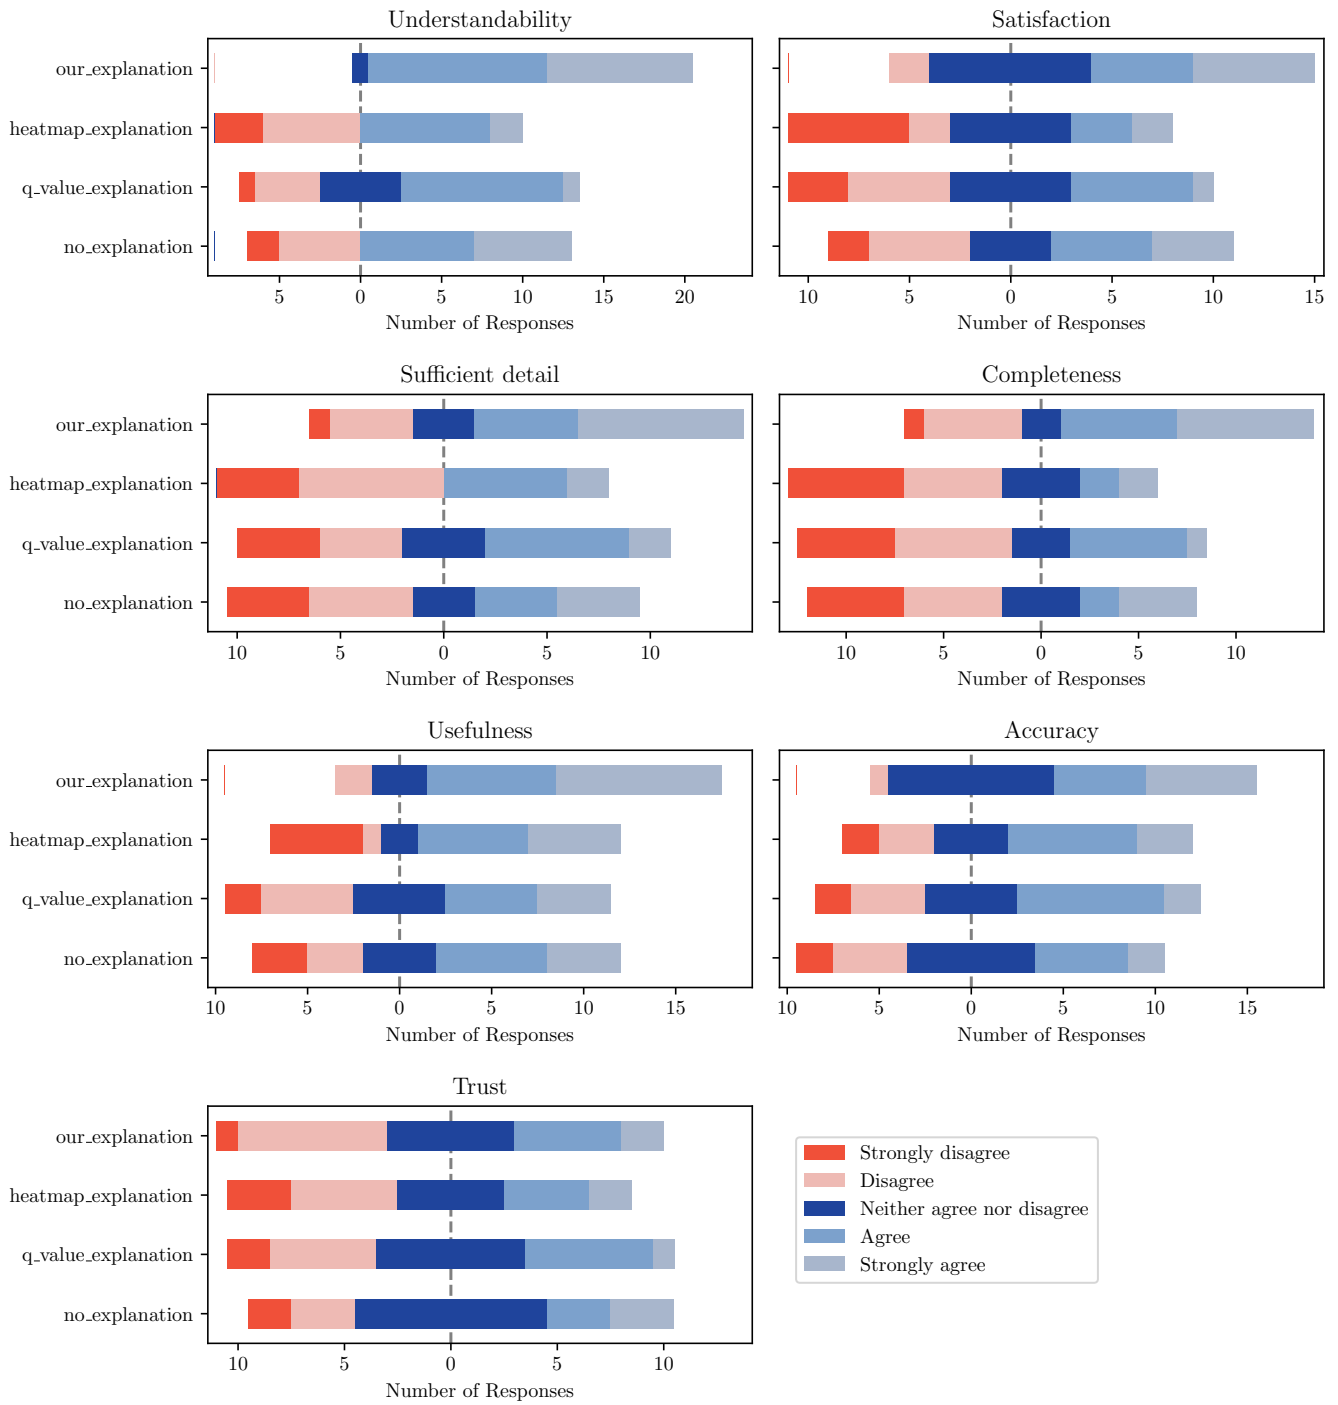 Understandability
our_explanation
heatmap_explanation
q_value_explanation
no_explanation
5 0 5 10 15 20
Number of Responses
Satisfaction
10 5 0 5 10 15
Number of Responses
Sufficient detail
our_explanation
heatmap_explanation
q_value_explanation
no_explanation
10 5 0 5 10
Number of Responses
Completeness
10 5 0 5 10
Number of Responses
Usefulness
our_explanation
heatmap_explanation
q_value_explanation
no_explanation
10 5 0 5 10 15
Number of Responses
Accuracy
10 5 0 5 10 15
Number of Responses
Trust
our_explanation
heatmap_explanation
q_value_explanation
no_explanation
10 5 0 5 10
Number of Responses
Strongly disagree
Disagree
Neither agree nor disagree
Agree
Strongly agree